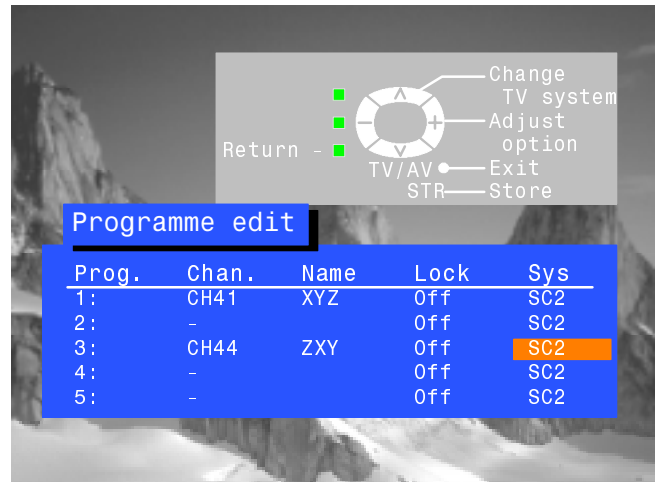 Change
TV system
Adjust
option
Return -
TV/AV Exit
STR Store
Programme edit
Prog. Chan. Name Lock Sys
1: CH41 XYZ Off SC2
2: - Off SC2
3: CH44 ZXY Off SC2
4: - Off SC2
5: - Off SC2